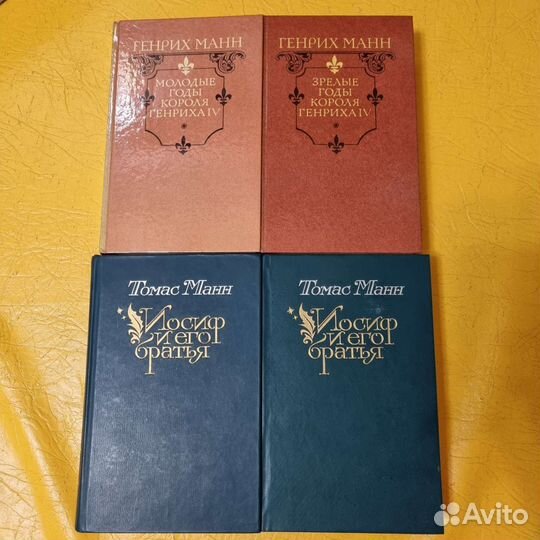 ГЕНРИХ МАНН
МОЛОДЫЕ
ГОДЫ
КОРОЛЯ
ГЕНРИХА IV
ГЕНРИХ МАНН
ЗРЕЛЫЕ
ГОДЫ
КОРОЛЯ
ГЕНРИХА IV
Томас Манн
Иосиф
и его
братья
Томас Манн
Иосиф
и его
братья
Avito